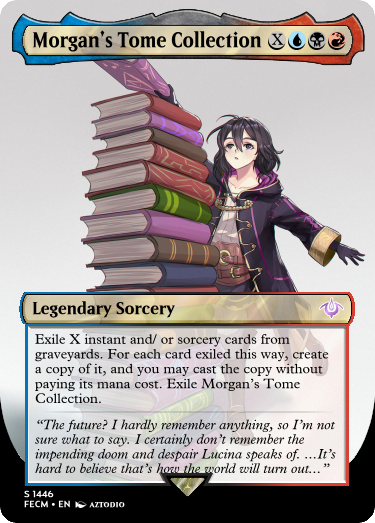 Morgan's Tome Collection X
Legendary Sorcery
Exile X instant and/ or sorcery cards from
graveyards. For each card exiled this way, create
a copy of it, and you may cast the copy without
paying its mana cost. Exile Morgan's Tome
Collection.
“The future? I hardly remember anything, so I'm not
sure what to say. I certainly don't remember the
impending doom and despair Lucina speaks of. …It's
hard to believe that's how the world will turn out…”
S 1446
FECM • EN AZTODIO